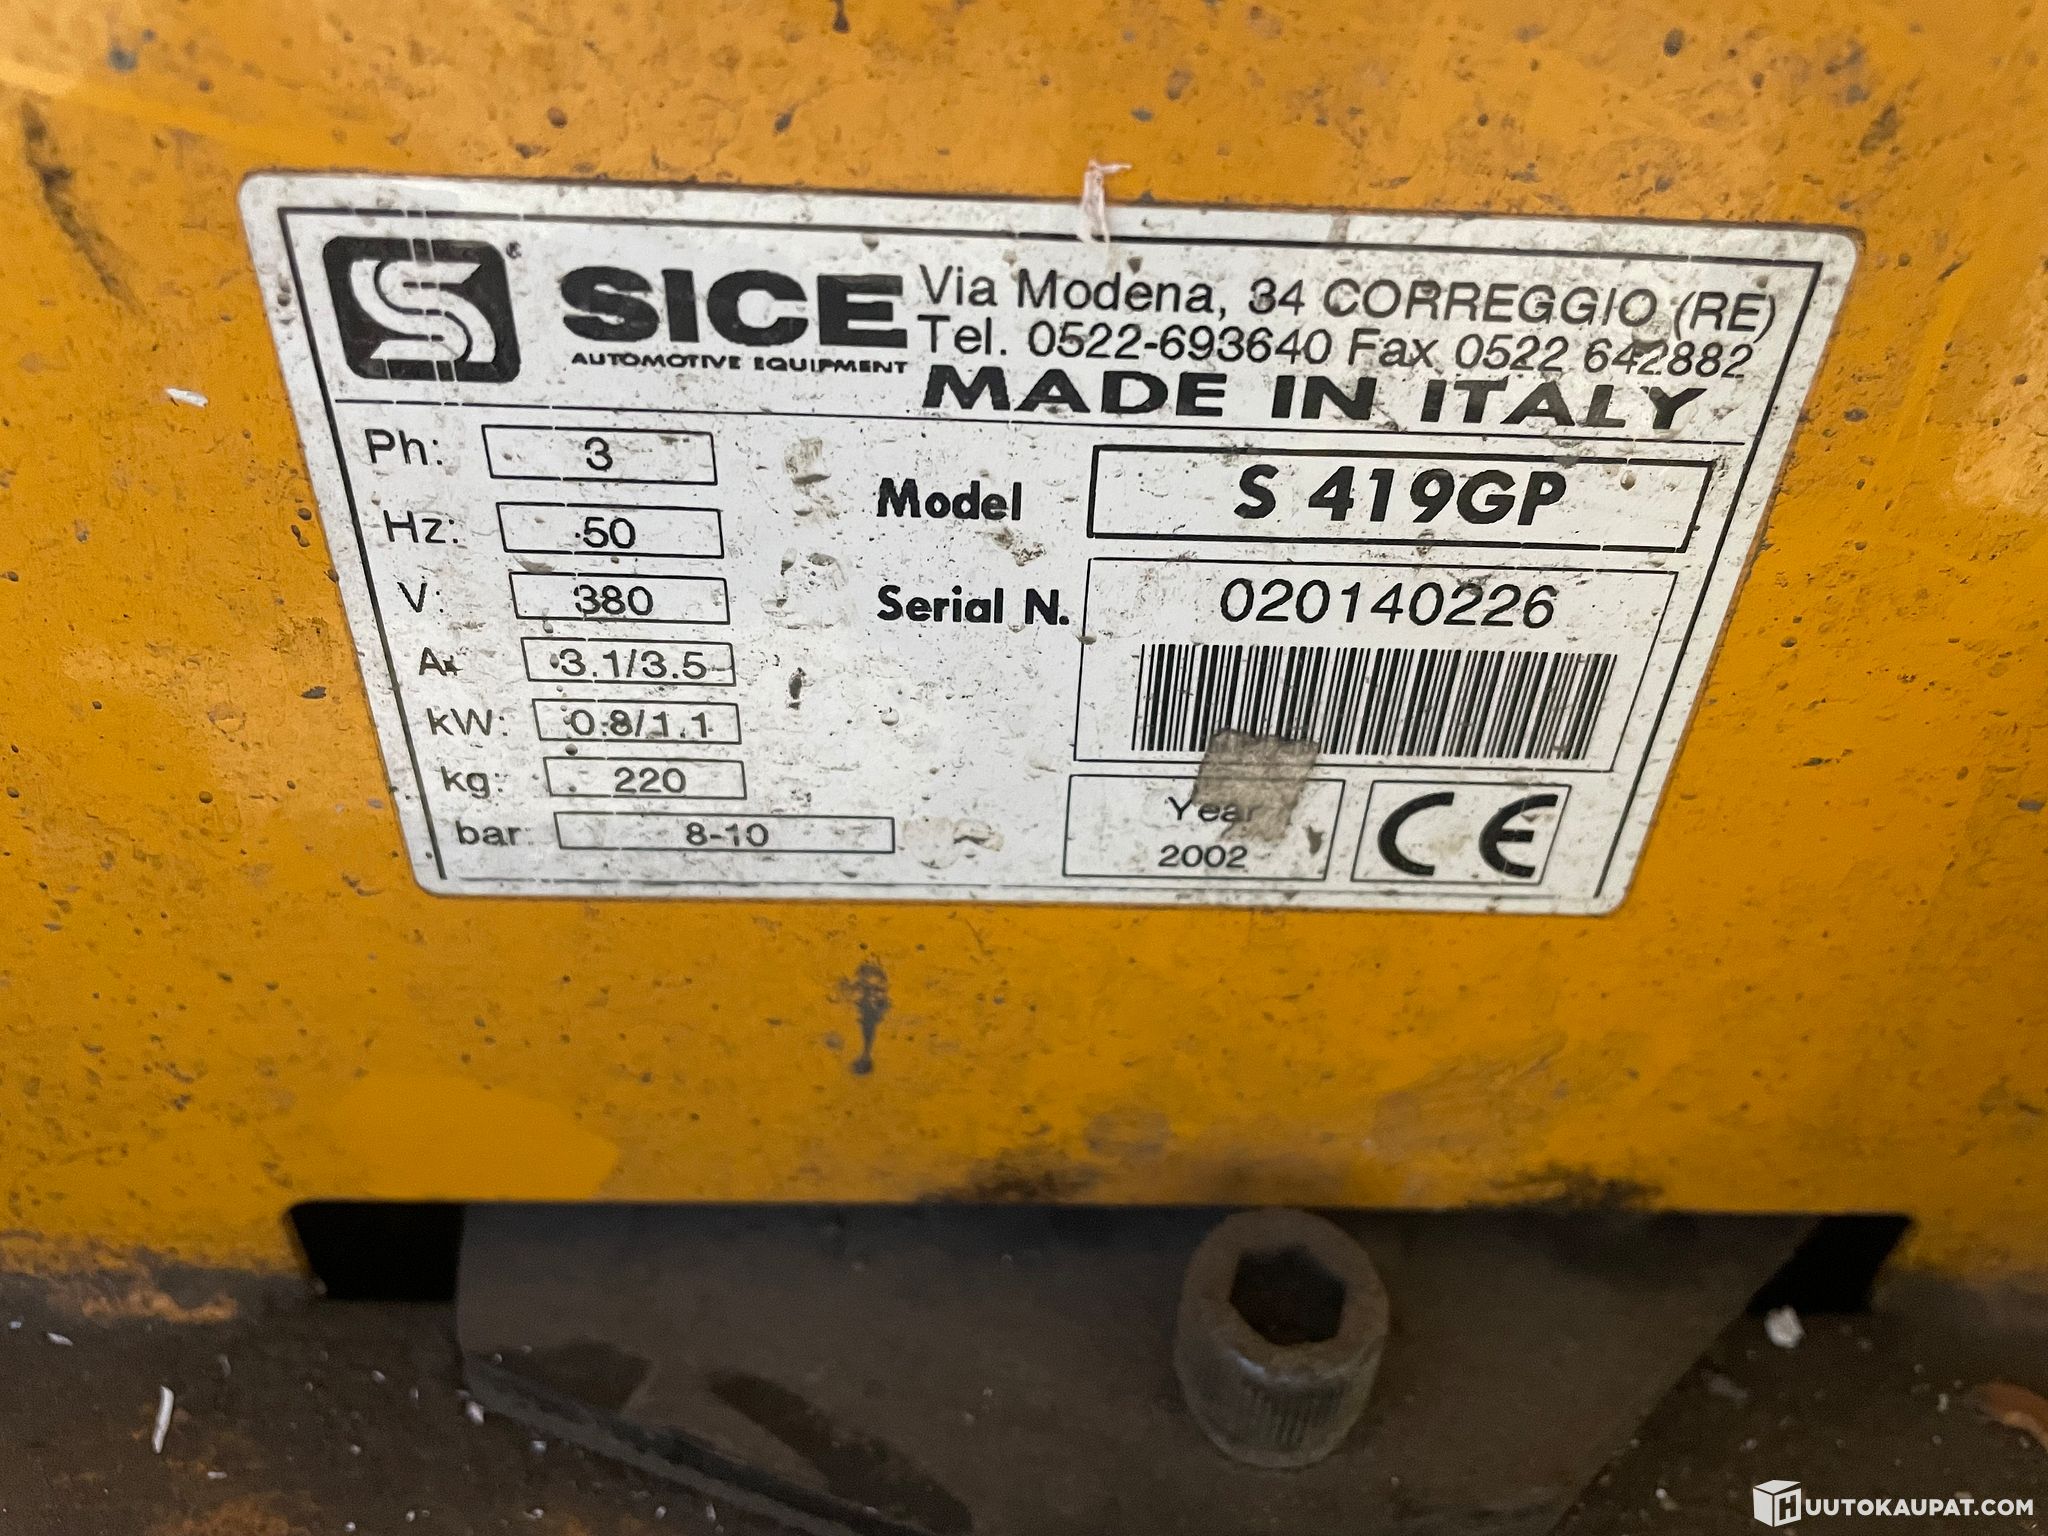 SICE
AUTOMOTIVE EQUIPMENT
Via Modena, 34 CORREGGIO (RE)
Tel. 0522-693640 Fax 0522 642882
MADE IN ITALY
Ph: 3
Hz: 50
V: 380
A: 3.1/3.5
kW: 0.8/1.1
kg: 220
bar: 8-10
Model S 419GP
Serial N. 020140226
Year
2002
CE
HUUTOKAUPAT.COM